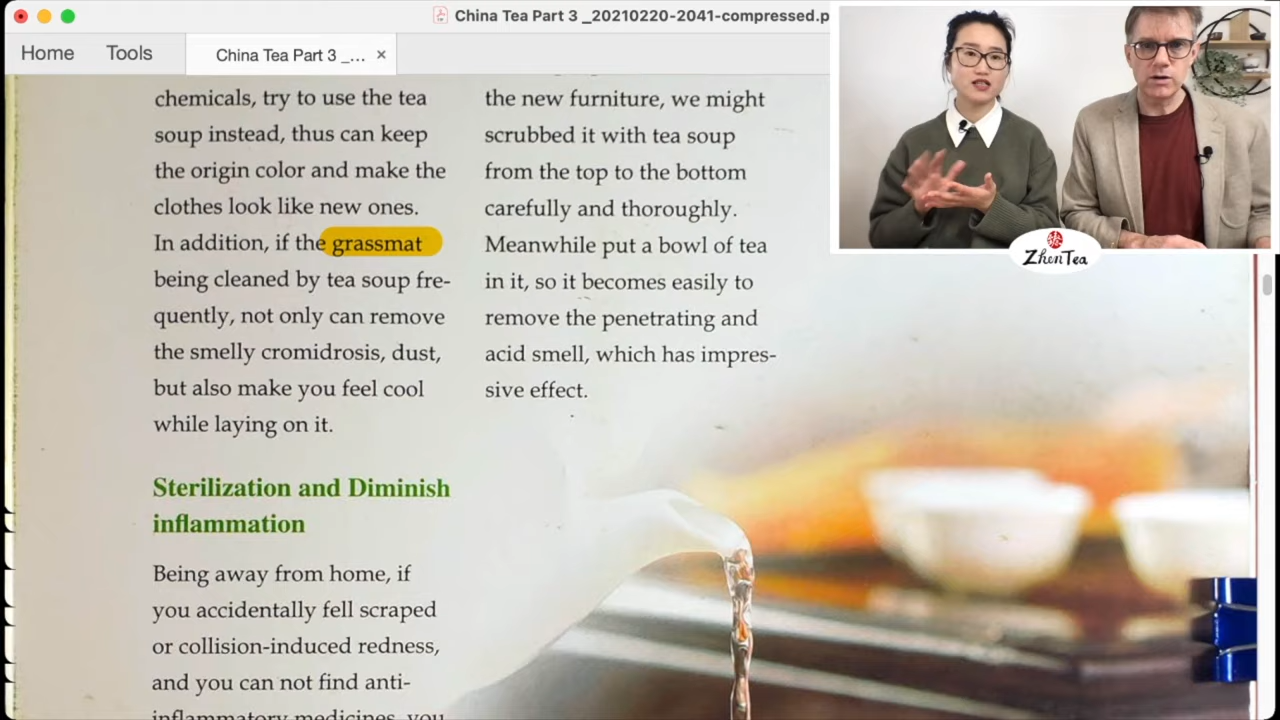 China Tea Part 3 _20210220-2041-compressed.p
Home
Tools
China Tea Part 3 _...
chemicals, try to use the tea
soup instead, thus can keep
the origin color and make the
clothes look like new ones.
In addition, if the grassmat
being cleaned by tea soup fre-
quently, not only can remove
the smelly cromidrosis, dust,
but also make you feel cool
while laying on it.
Sterilization and Diminish
inflammation
Being away from home, if
you accidentally fell scraped
or collision-induced redness,
and you can not find anti-
inflammatory medicines, you
the new furniture, we might
scrubbed it with tea soup
from the top to the bottom
carefully and thoroughly.
Meanwhile put a bowl of tea
in it, so it becomes easily to
remove the penetrating and
acid smell, which has impres-
sive effect.
ZhenTea